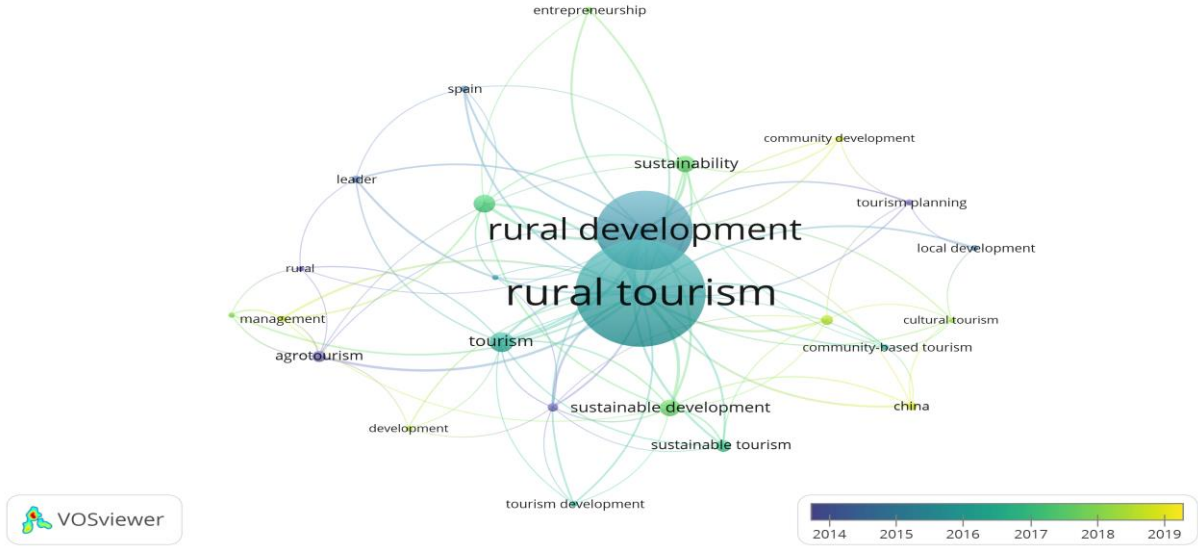 entrepreneurship
spain
community development
sustainability
leader
tourism planning
rural development
local development
rural
rural tourism
management
cultural tourism
tourism
community-based tourism
agrotourism
sustainable development
china
development
sustainable tourism
tourism development
VOSviewer
2014 2015 2016 2017 2018 2019